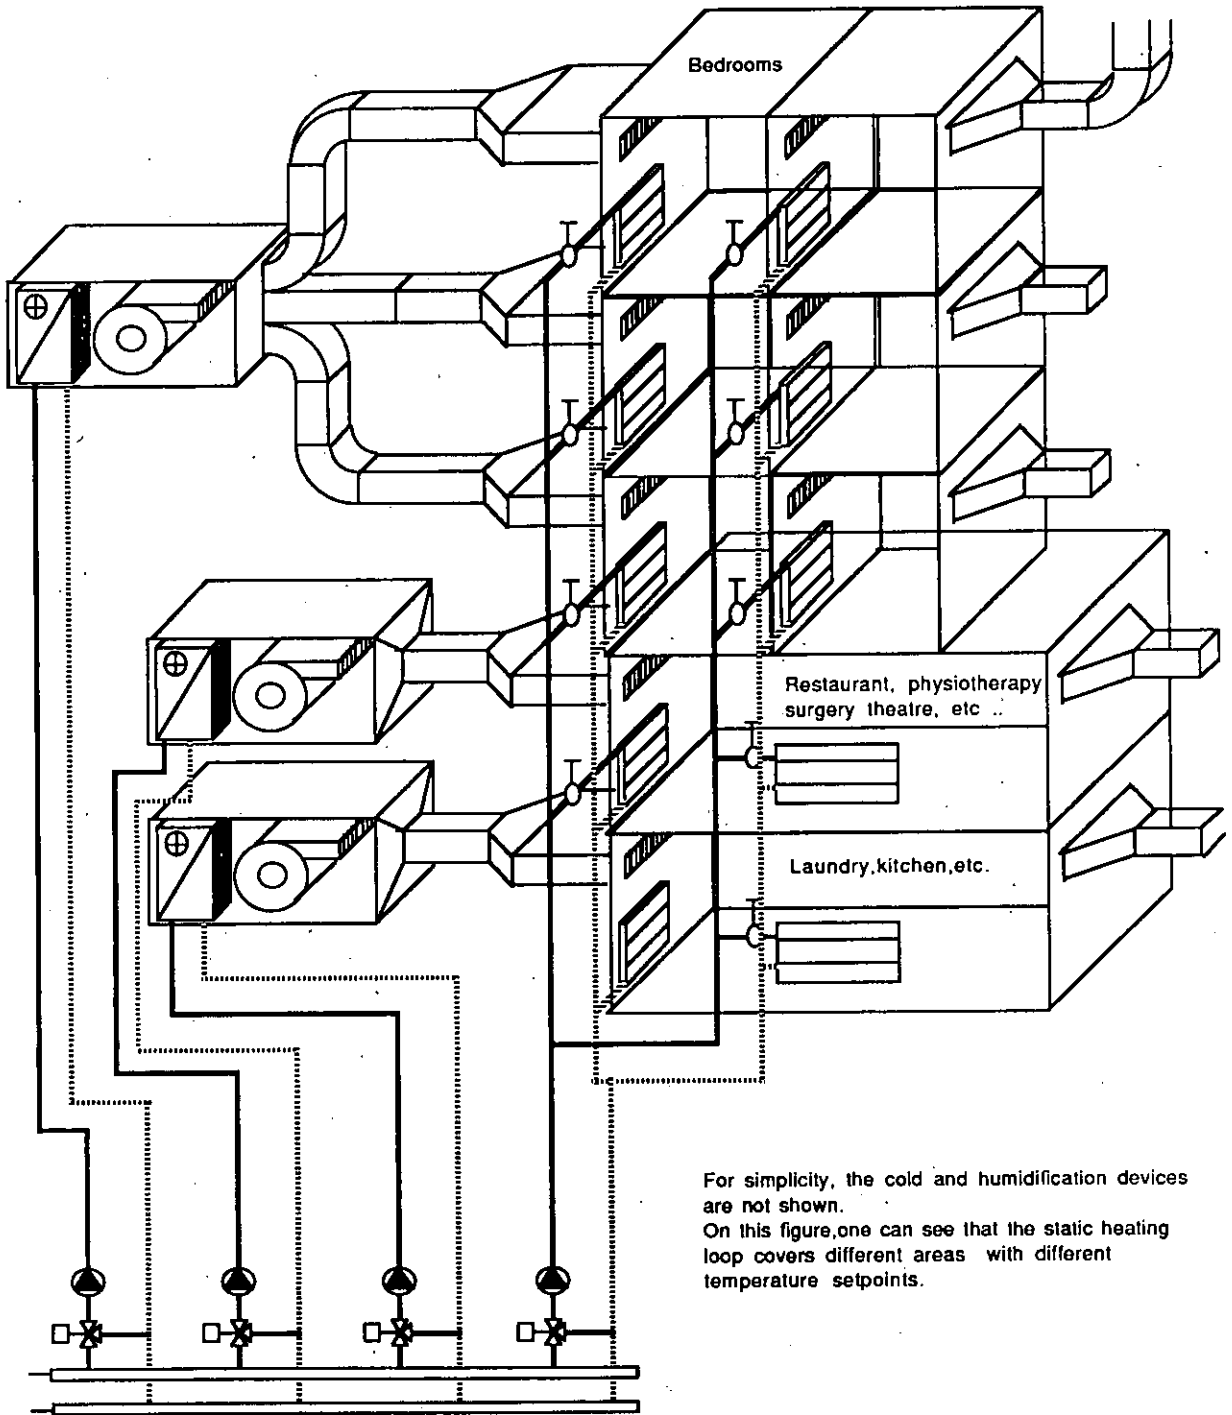 Bedrooms
Restaurant, physiotherapy
surgery theatre, etc ..
Laundry,kitchen,etc.
For simplicity, the cold and humidification devices
are not shown.
On this figure,one can see that the static heating
loop covers different areas with different
temperature setpoints.